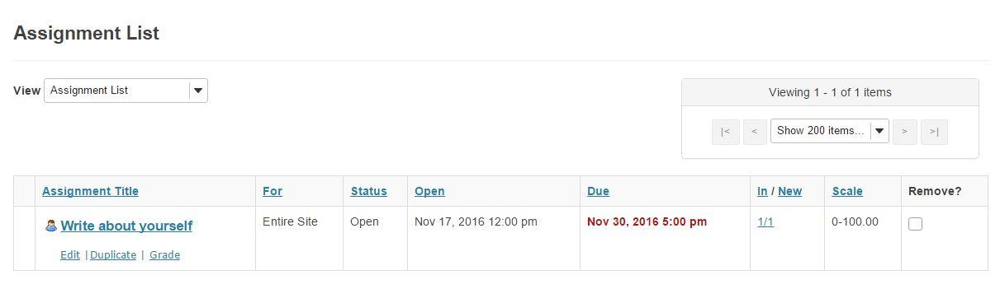 Assignment List
View Assignment List
Viewing 1 - 1 of 1 items
|< < Show 200 items... > >|
Assignment Title For Status Open Due In / New Scale Remove?
Write about yourself Entire Site Open Nov 17, 2016 12:00 pm Nov 30, 2016 5:00 pm 1/1 0-100.00
Edit | Duplicate | Grade